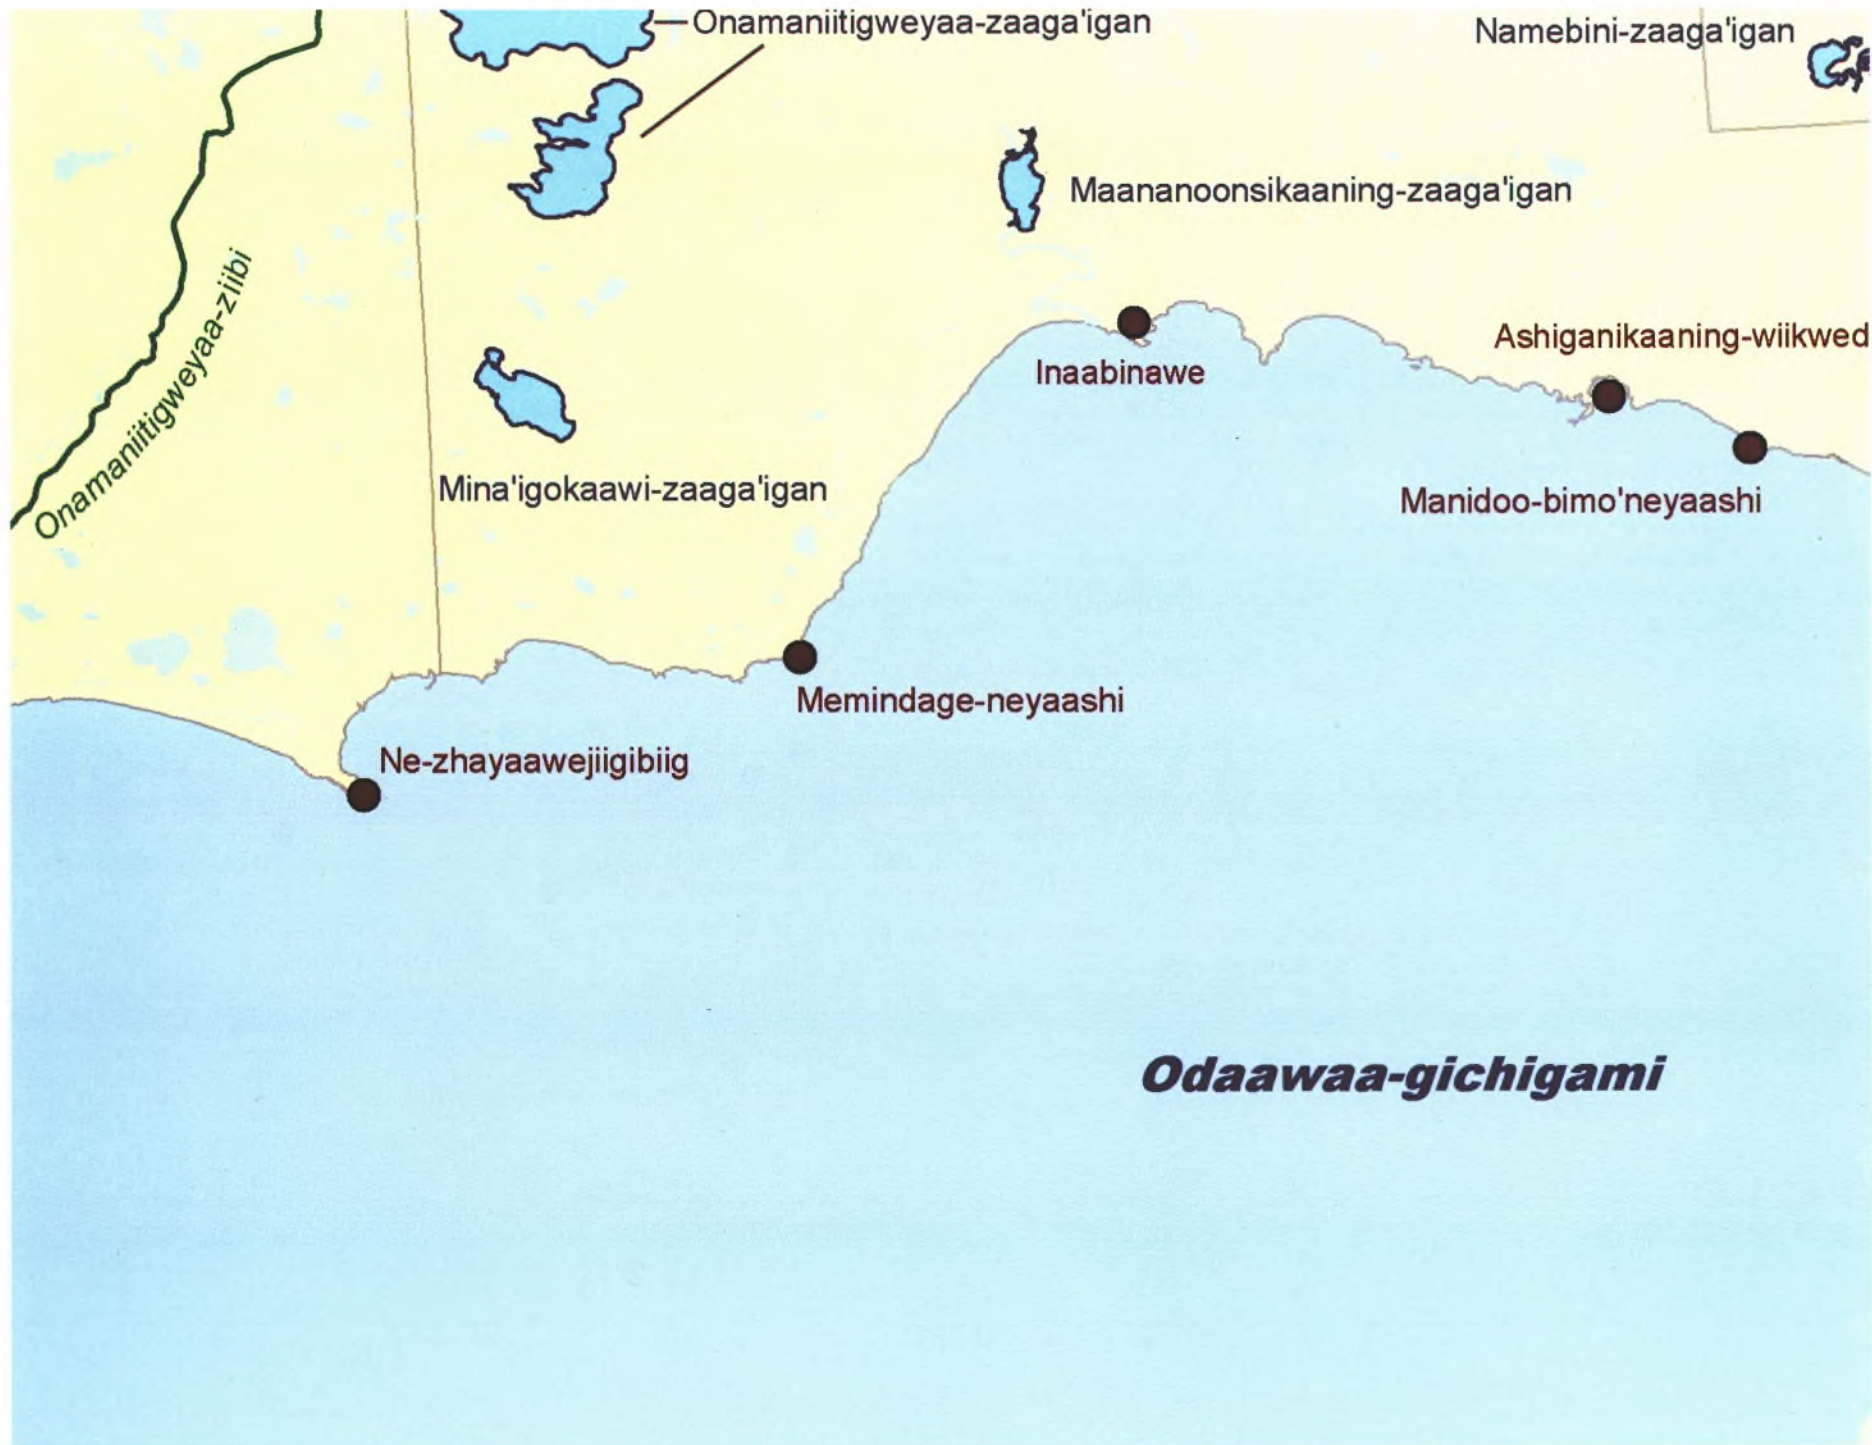 Onamaniitigweyaa-zaaga'igan
Namebini-zaaga'igan
Maananoonsikaaning-zaaga'igan
Onamaniitigweyaa-ziibi
Inaabinawe
Ashiganikaaning-wiikwed
Mina'igokaawi-zaaga'igan
Manidoo-bimo'neyaashi
Memindage-neyaashi
Ne-zhayaawejiigibiig
Odaawaa-gichigami